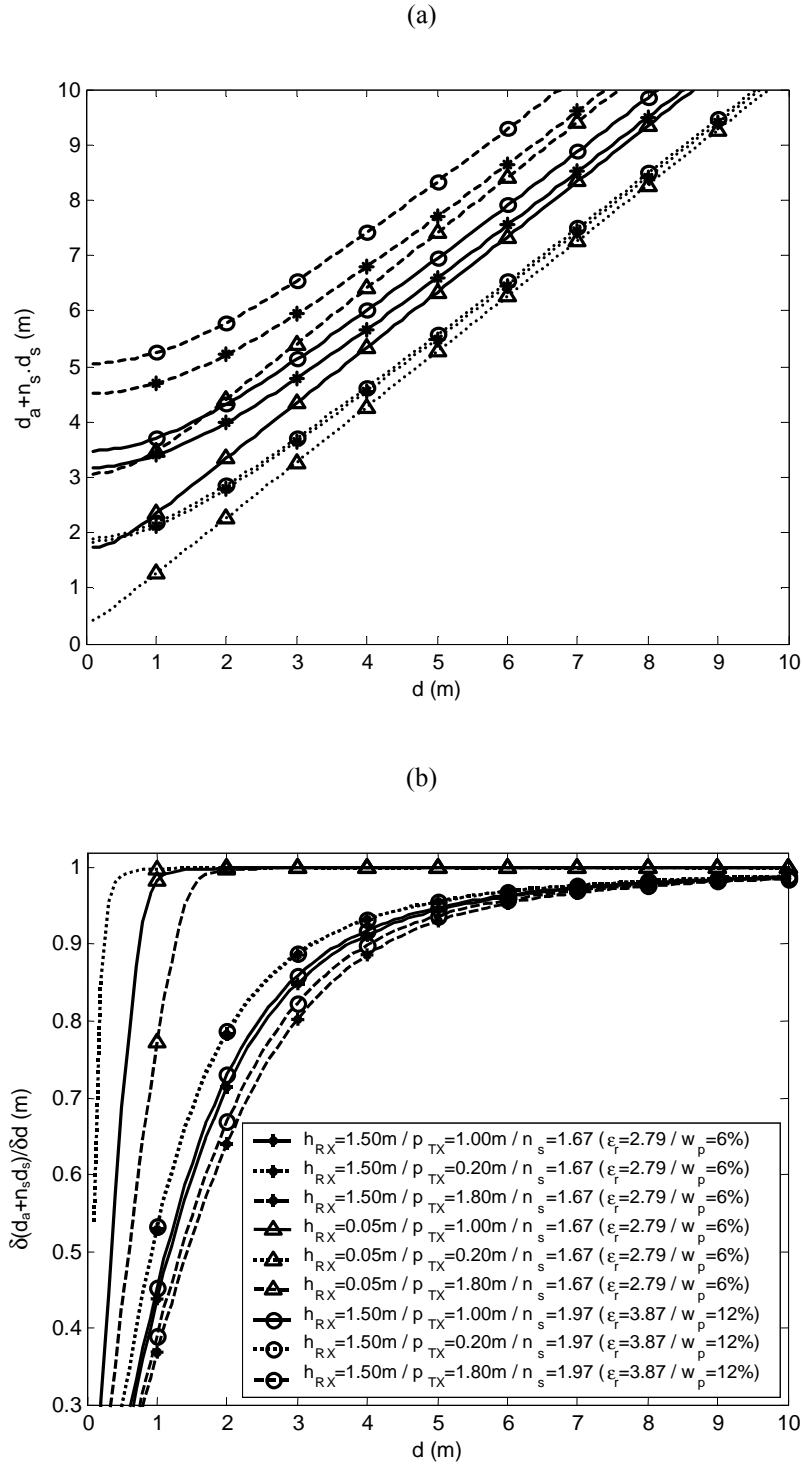 (a)
10
9
8
7
6
5
4
3
2
1
0
d_a+n_s.d_s (m)
0 1 2 3 4 5 6 7 8 9 10
d (m)
(b)
1
0.9
0.8
0.7
0.6
0.5
0.4
0.3
δ(d_a+n_sd_s)/δd (m)
h_RX=1.50m / p_TX=1.00m / n_s=1.67 (ε_r=2.79 / w_p=6%)
h_RX=1.50m / p_TX=0.20m / n_s=1.67 (ε_r=2.79 / w_p=6%)
h_RX=1.50m / p_TX=1.80m / n_s=1.67 (ε_r=2.79 / w_p=6%)
h_RX=0.05m / p_TX=1.00m / n_s=1.67 (ε_r=2.79 / w_p=6%)
h_RX=0.05m / p_TX=0.20m / n_s=1.67 (ε_r=2.79 / w_p=6%)
h_RX=0.05m / p_TX=1.80m / n_s=1.67 (ε_r=2.79 / w_p=6%)
h_RX=1.50m / p_TX=1.00m / n_s=1.97 (ε_r=3.87 / w_p=12%)
h_RX=1.50m / p_TX=0.20m / n_s=1.97 (ε_r=3.87 / w_p=12%)
h_RX=1.50m / p_TX=1.80m / n_s=1.97 (ε_r=3.87 / w_p=12%)
0 1 2 3 4 5 6 7 8 9 10
d (m)